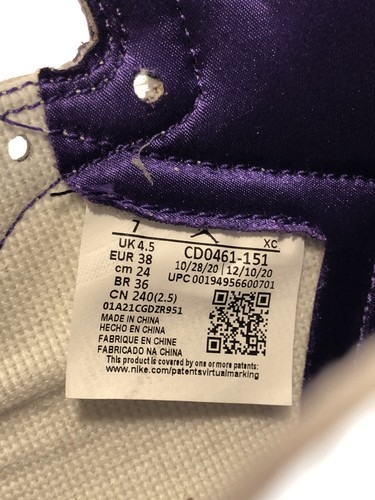 7 XC
UK 4.5 CD0461-151
EUR 38 10/28/20 | 12/10/20
cm 24 UPC 00194956600701
BR 36
CN 240(2.5)
01A21CGDZR951
MADE IN CHINA
HECHO EN CHINA
FABRIQUE EN CHINE
FABRICADO NA CHINA
This product is covered by one or more patents:
www.nike.com/patentsvirtualmarking